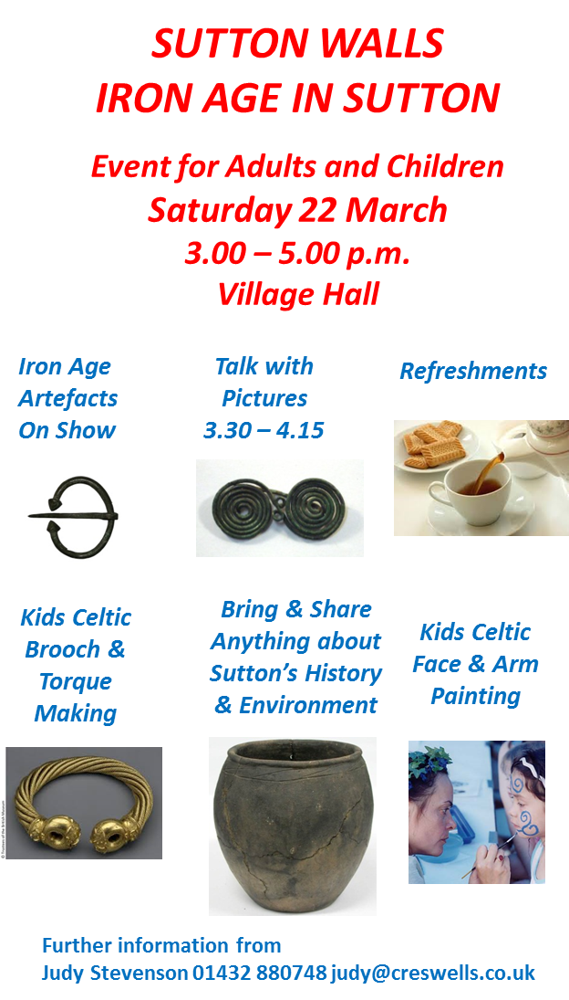 SUTTON WALLS
IRON AGE IN SUTTON
Event for Adults and Children
Saturday 22 March
3.00 – 5.00 p.m.
Village Hall
Iron Age
Artefacts
On Show
Talk with
Pictures
3.30 – 4.15
Refreshments
Kids Celtic
Brooch &
Torque
Making
Bring & Share
Anything about
Sutton’s History
& Environment
Kids Celtic
Face & Arm
Painting
© Trustees of the British Museum
Further information from
Judy Stevenson 01432 880748 judy@creswells.co.uk